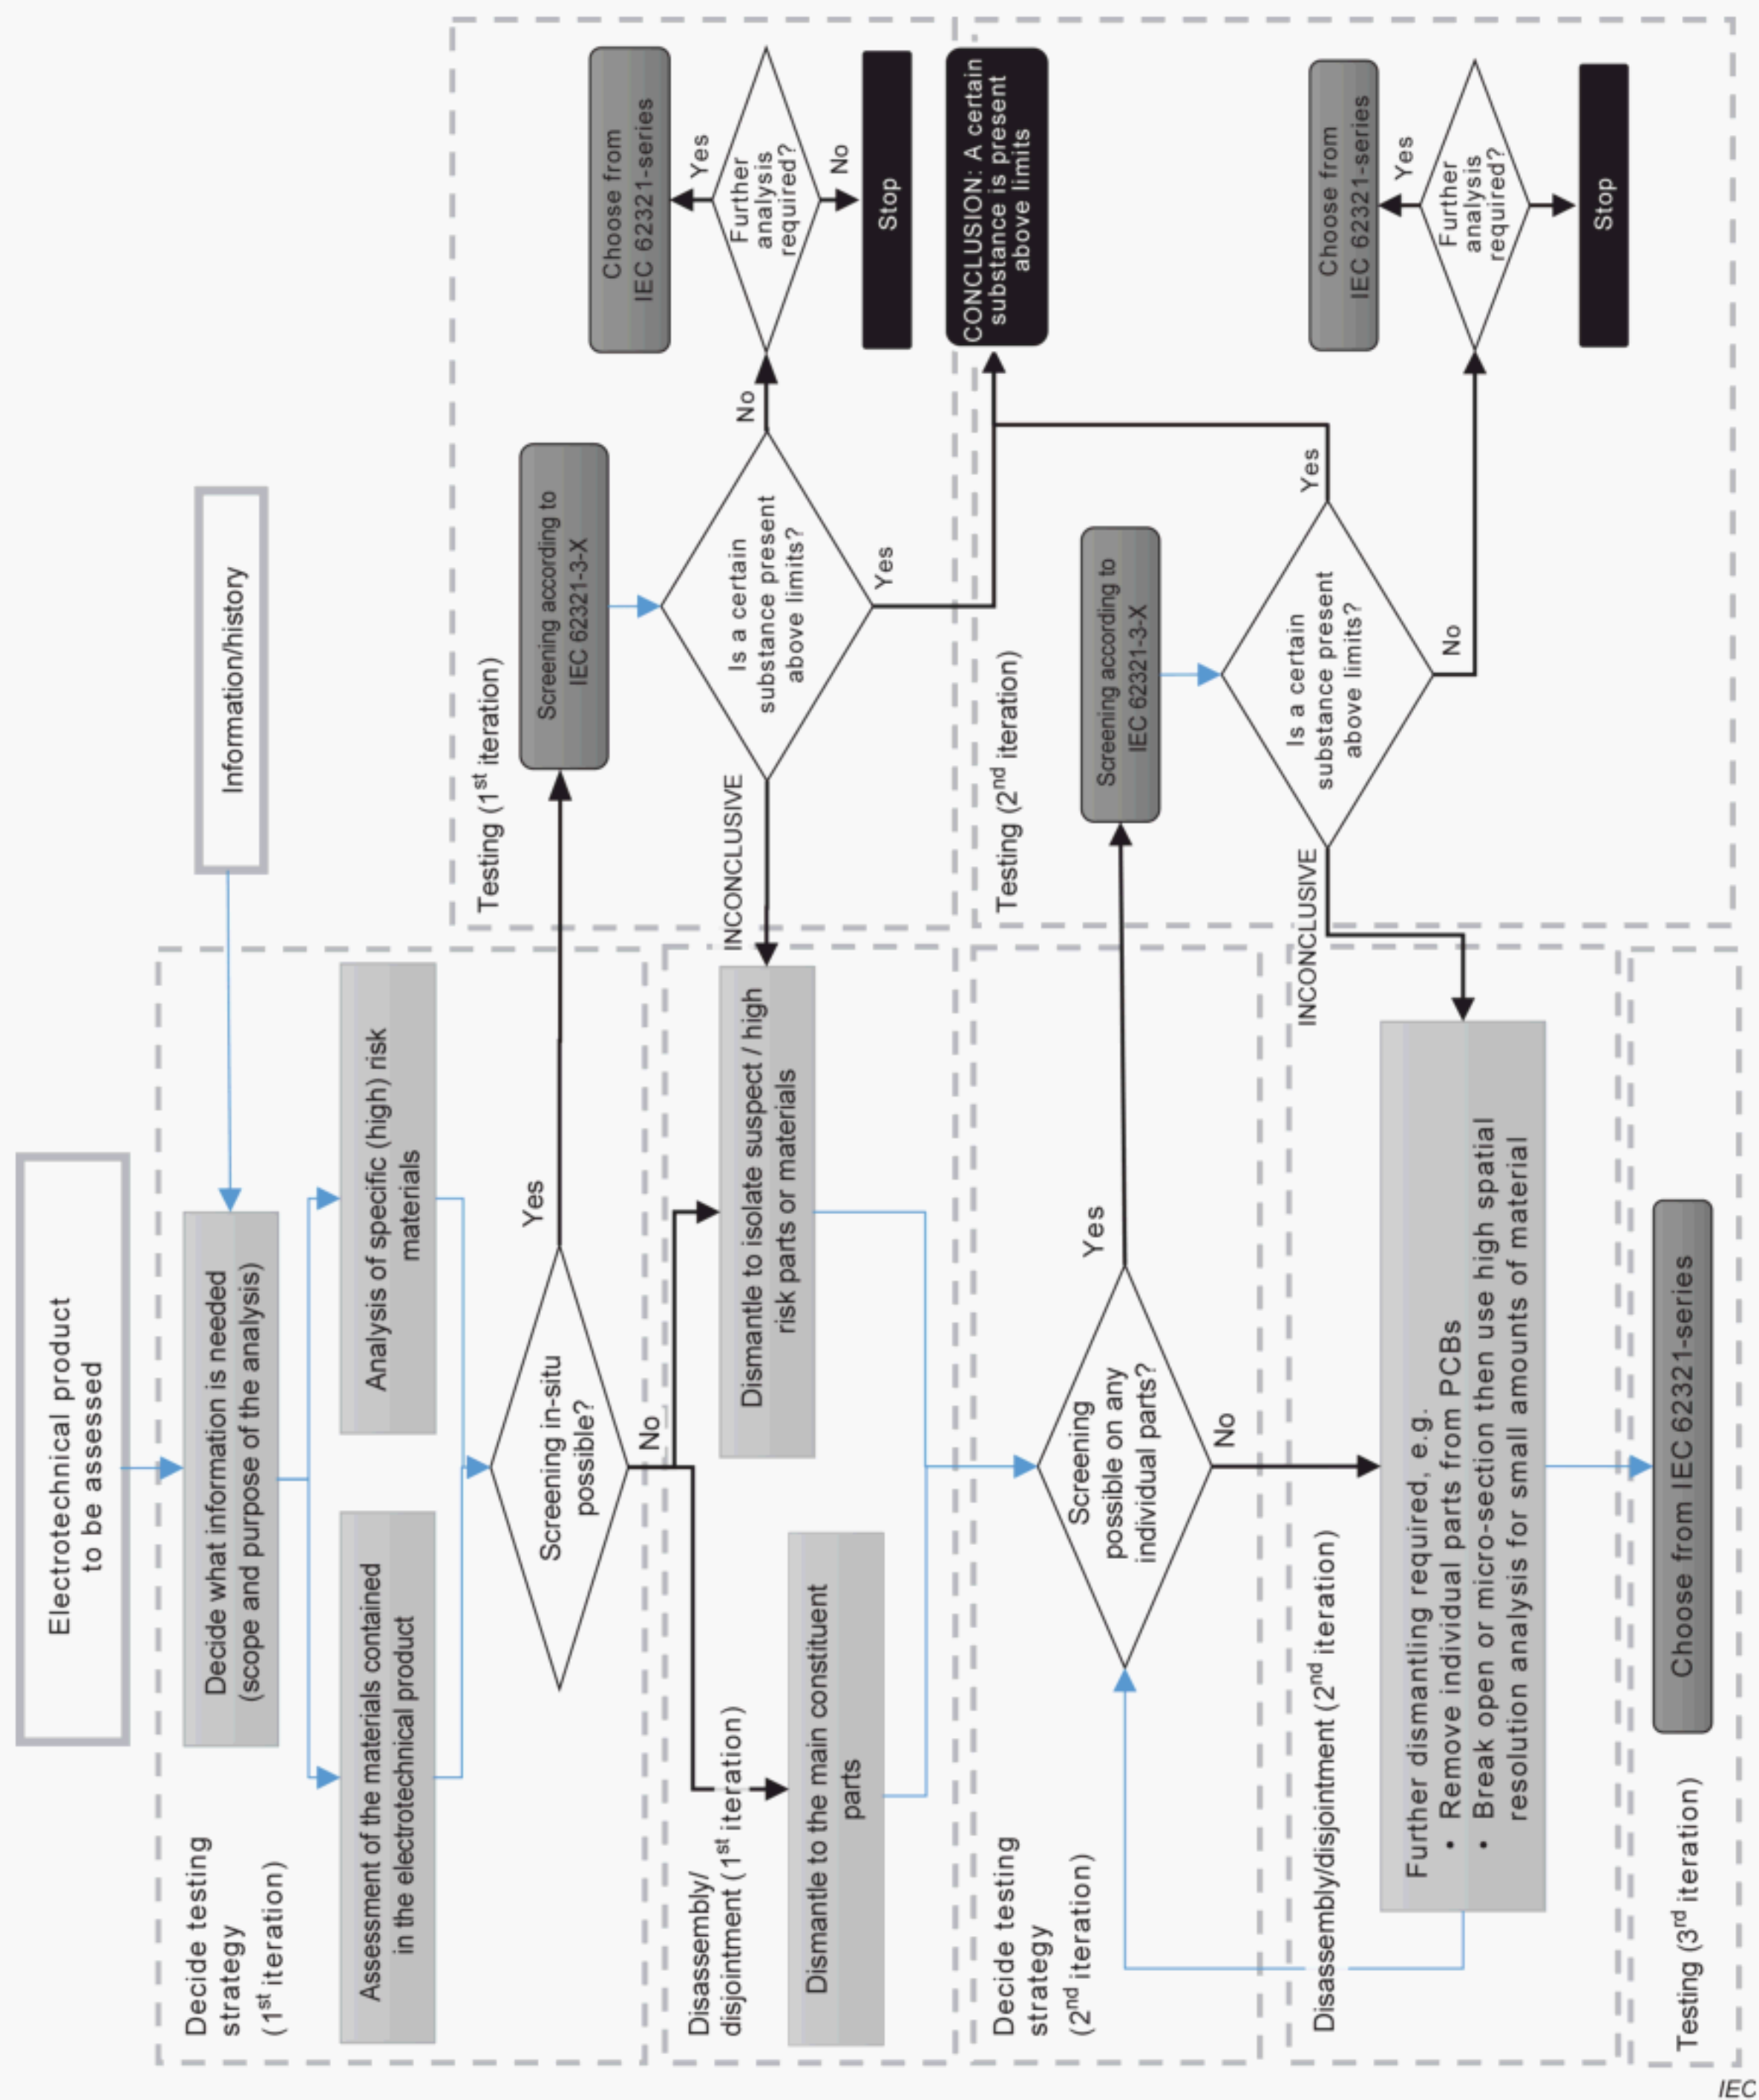 Electrotechnical product
to be assessed
Information/history
Decide testing
strategy
(1st iteration)
Decide what information is needed
(scope and purpose of the analysis)
Assessment of the materials contained
in the electrotechnical product
Analysis of specific (high) risk
materials
Screening in-situ
possible?
Yes
No
Testing (1st iteration)
Screening according to
IEC 62321-3-X
Is a certain
substance present
above limits?
No
Yes
INCONCLUSIVE
Further
analysis
required?
Yes
No
Choose from
IEC 62321-series
Stop
Disassembly/
disjointment (1st iteration)
Dismantle to the main constituent
parts
Dismantle to isolate suspect / high
risk parts or materials
CONCLUSION: A certain
substance is present
above limits
Decide testing
strategy
(2nd iteration)
Screening
possible on any
individual parts?
Yes
No
Testing (2nd iteration)
Screening according to
IEC 62321-3-X
Is a certain
substance present
above limits?
Yes
No
INCONCLUSIVE
Choose from
IEC 62321-series
Yes
Further
analysis
required?
Stop
Disassembly/disjointment (2nd iteration)
Further dismantling required, e.g.
• Remove individual parts from PCBs
• Break open or micro-section then use high spatial
resolution analysis for small amounts of material
Testing (3rd iteration)
Choose from IEC 62321-series
IEC